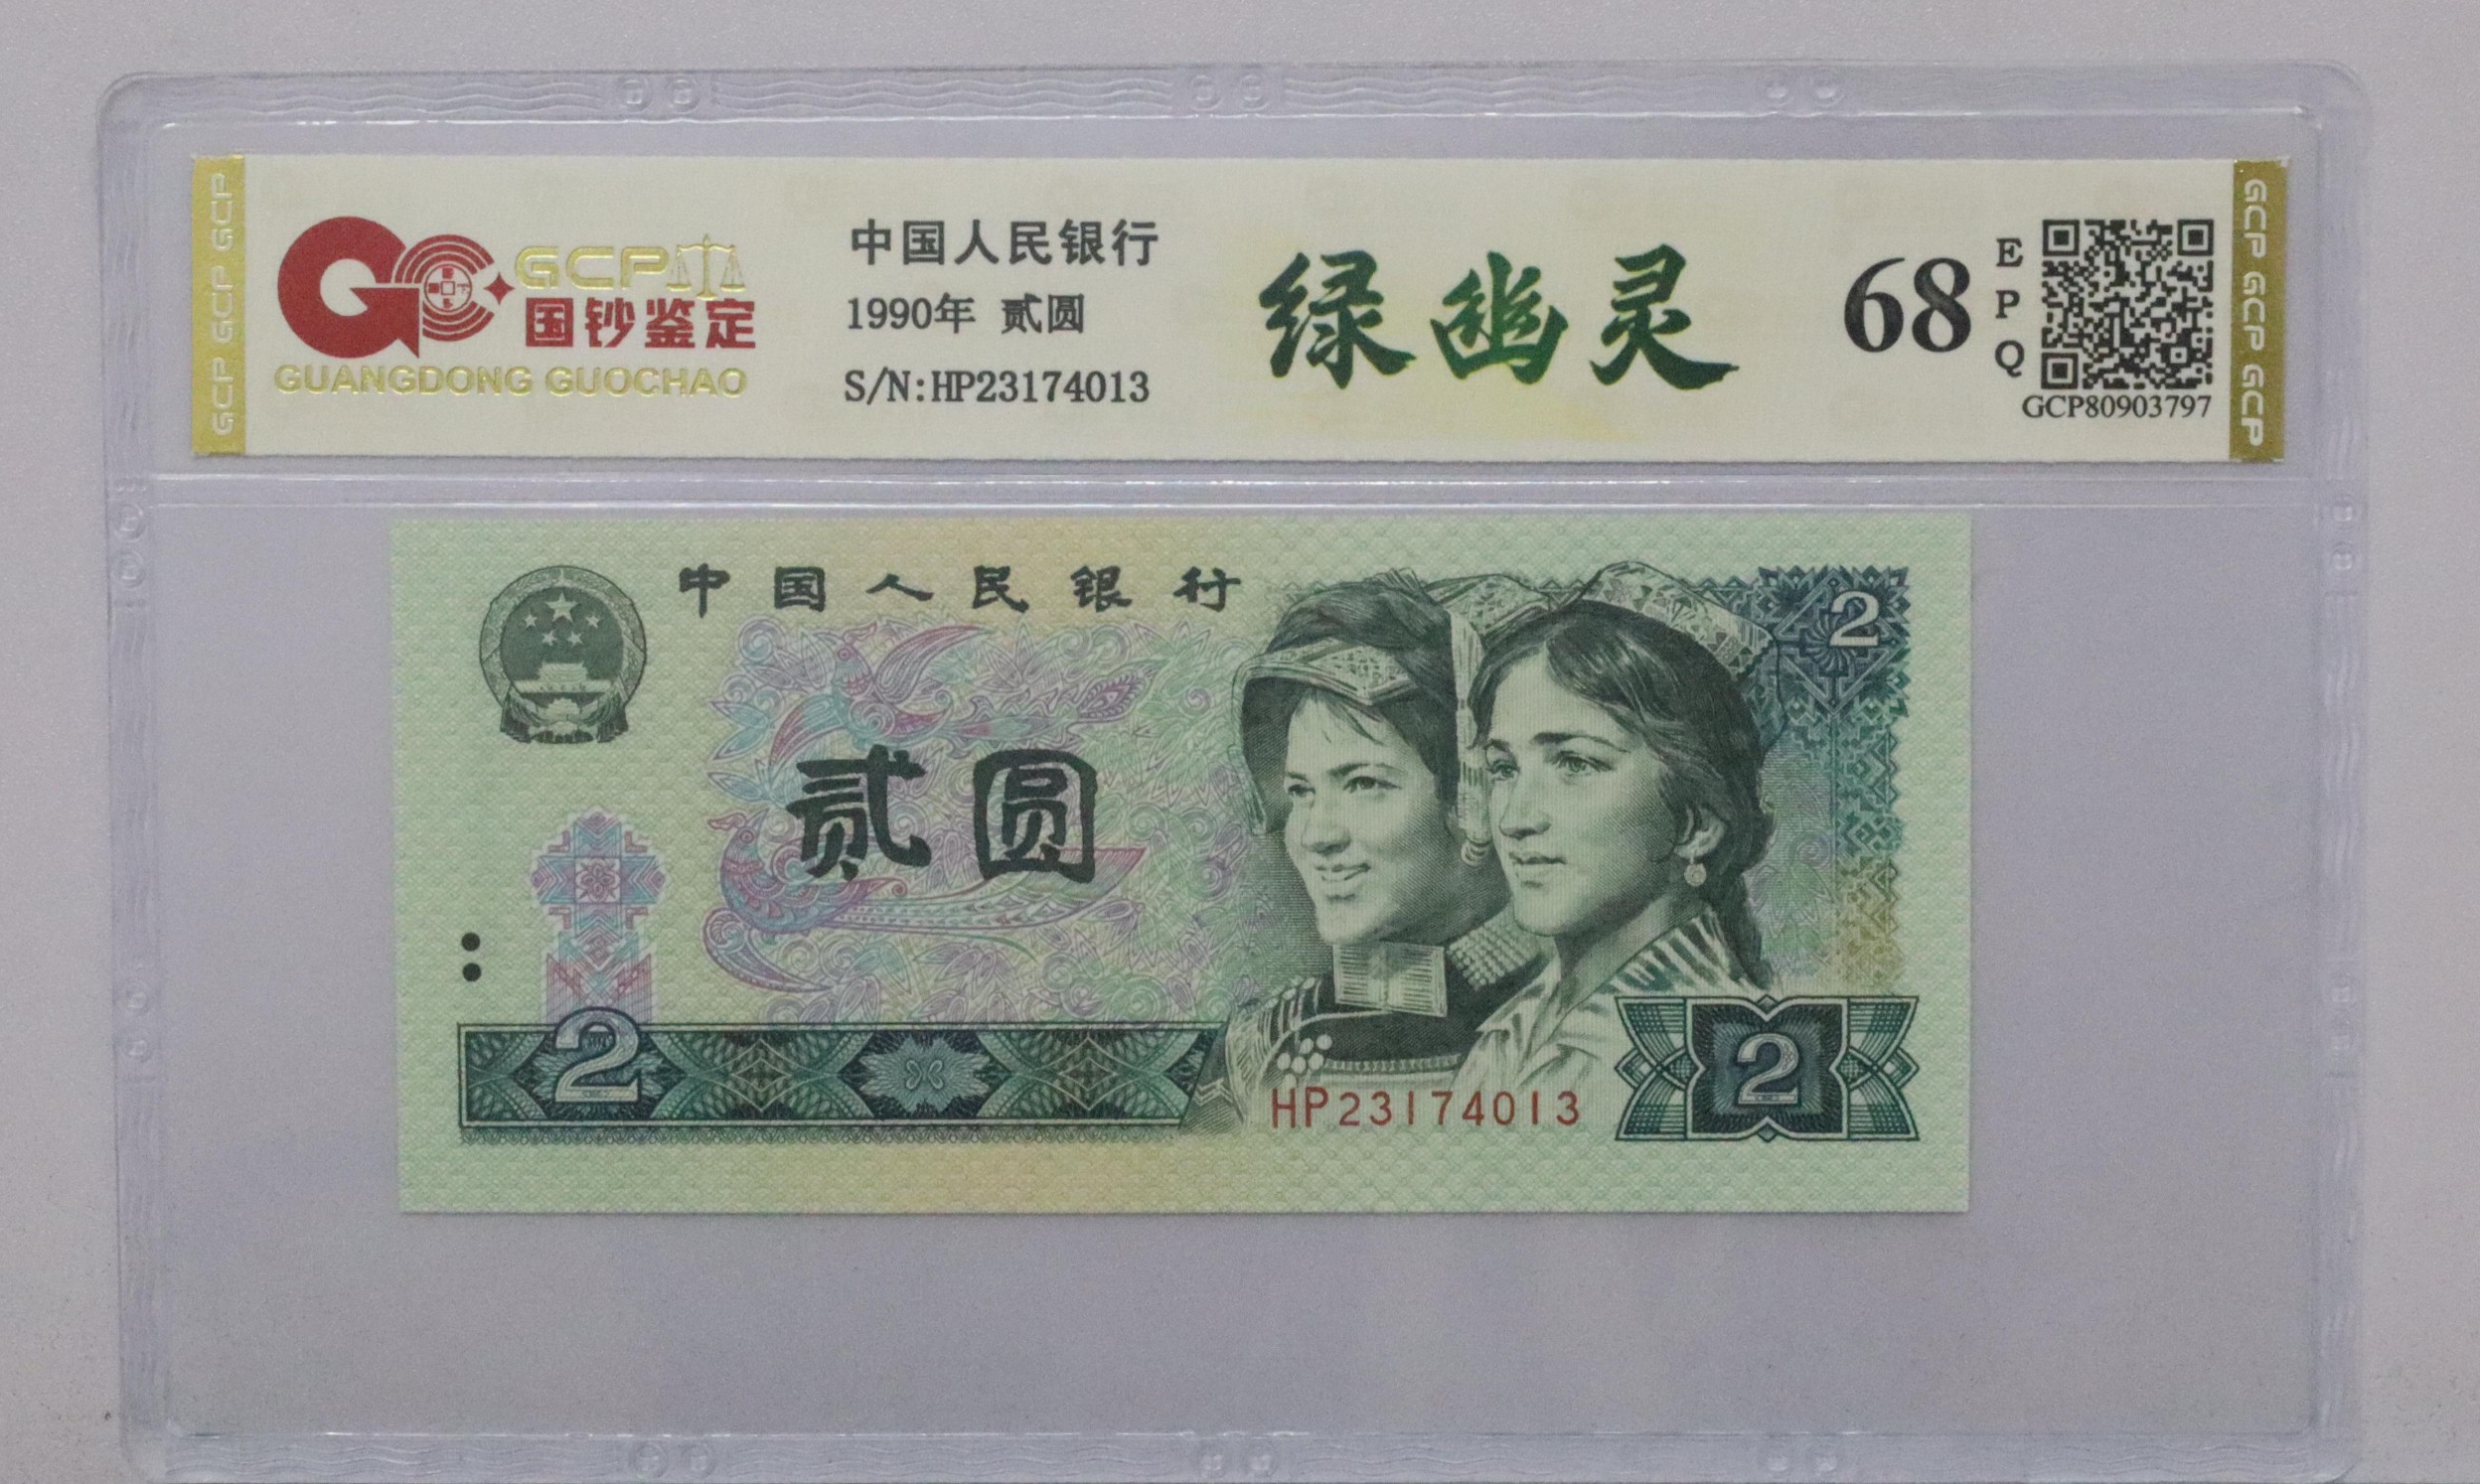 GCP GCP GCP
GCP
国钞鉴定
GUANGDONG GUOCHAO
中国人民银行
1990年 贰圆
S/N:HP23174013
绿幽灵
68
EPQ
GCP80903797
GCP GCP GCP
中国人民银行
2
贰圆
2
2
HP23174013